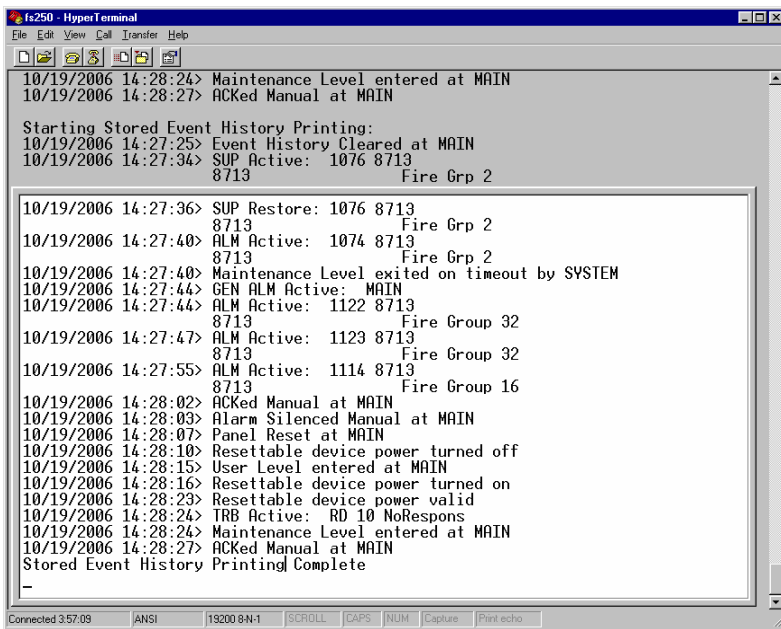 fs250 - HyperTerminal
File Edit View Call Transfer Help
10/19/2006 14:28:24> Maintenance Level entered at MAIN
10/19/2006 14:28:27> ACKed Manual at MAIN
Starting Stored Event History Printing:
10/19/2006 14:27:25> Event History Cleared at MAIN
10/19/2006 14:27:34> SUP Active: 1076 8713
8713 Fire Grp 2
10/19/2006 14:27:36> SUP Restore: 1076 8713
8713 Fire Grp 2
10/19/2006 14:27:40> ALM Active: 1074 8713
8713 Fire Grp 2
10/19/2006 14:27:40> Maintenance Level exited on timeout by SYSTEM
10/19/2006 14:27:44> GEN ALM Active: MAIN
10/19/2006 14:27:44> ALM Active: 1122 8713
8713 Fire Group 32
10/19/2006 14:27:47> ALM Active: 1123 8713
8713 Fire Group 32
10/19/2006 14:27:55> ALM Active: 1114 8713
8713 Fire Group 16
10/19/2006 14:28:02> ACKed Manual at MAIN
10/19/2006 14:28:03> Alarm Silenced Manual at MAIN
10/19/2006 14:28:07> Panel Reset at MAIN
10/19/2006 14:28:10> Resettable device power turned off
10/19/2006 14:28:15> User Level entered at MAIN
10/19/2006 14:28:16> Resettable device power turned on
10/19/2006 14:28:23> Resettable device power valid
10/19/2006 14:28:24> TRB Active: RD 10 NoRespons
10/19/2006 14:28:24> Maintenance Level entered at MAIN
10/19/2006 14:28:27> ACKed Manual at MAIN
Stored Event History Printing Complete
Connected 3:57:09 ANSI 19200 8-N-1 SCROLL CAPS NUM Capture Print echo